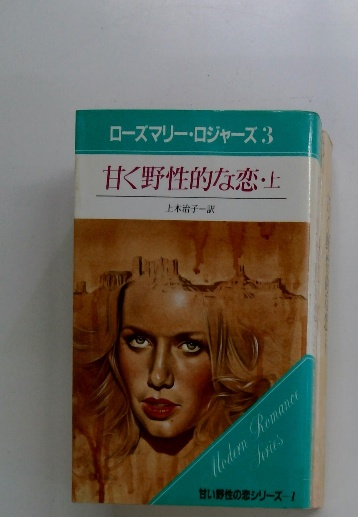 ローズマリー・ロジャーズ3
甘く野性的な恋・上
上木治子＝訳
Modern Romance
Series
甘い野性の恋シリーズ—1